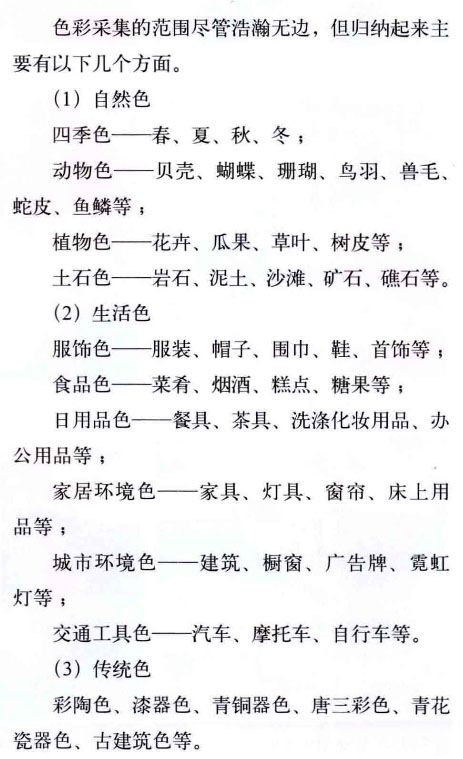 色彩采集的范围尽管浩瀚无边，但归纳起来主
要有以下几个方面。
（1）自然色
四季色——春、夏、秋、冬；
动物色——贝壳、蝴蝶、珊瑚、鸟羽、兽毛、
蛇皮、鱼鳞等；
植物色——花卉、瓜果、草叶、树皮等；
土石色——岩石、泥土、沙滩、矿石、礁石等。
（2）生活色
服饰色——服装、帽子、围巾、鞋、首饰等；
食品色——菜肴、烟酒、糕点、糖果等；
日用品色——餐具、茶具、洗涤化妆用品、办
公用品等；
家居环境色——家具、灯具、窗帘、床上用
品等；
城市环境色——建筑、橱窗、广告牌、霓虹
灯等；
交通工具色——汽车、摩托车、自行车等。
（3）传统色
彩陶色、漆器色、青铜器色、唐三彩色、青花
瓷器色、古建筑色等。